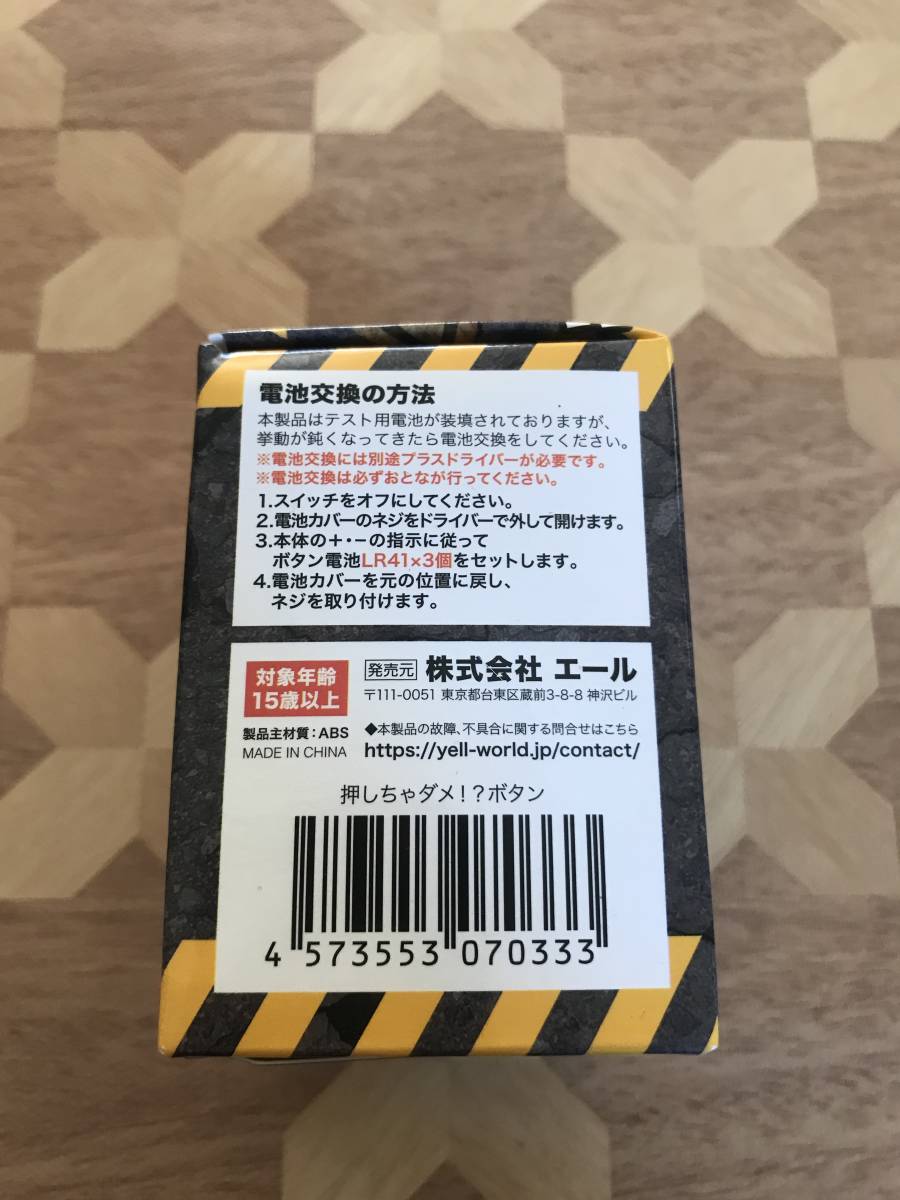 電池交換の方法
本製品はテスト用電池が装填されておりますが、
挙動が鈍くなってきたら電池交換をしてください。
※電池交換には別途プラスドライバーが必要です。
※電池交換は必ずおとなが行ってください。
1.スイッチをオフにしてください。
2.電池カバーのネジをドライバーで外して開けます。
3.本体の＋・－の指示に従って
ボタン電池LR41×3個をセットします。
4.電池カバーを元の位置に戻し、
ネジを取り付けます。
対象年齢
15歳以上
製品主材質：ABS
MADE IN CHINA
発売元 株式会社 エール
〒111-0051 東京都台東区蔵前3-8-8 神沢ビル
◆本製品の故障、不具合に関する問合せはこちら
https://yell-world.jp/contact/
押しちゃダメ！？ボタン
4 573553 070333